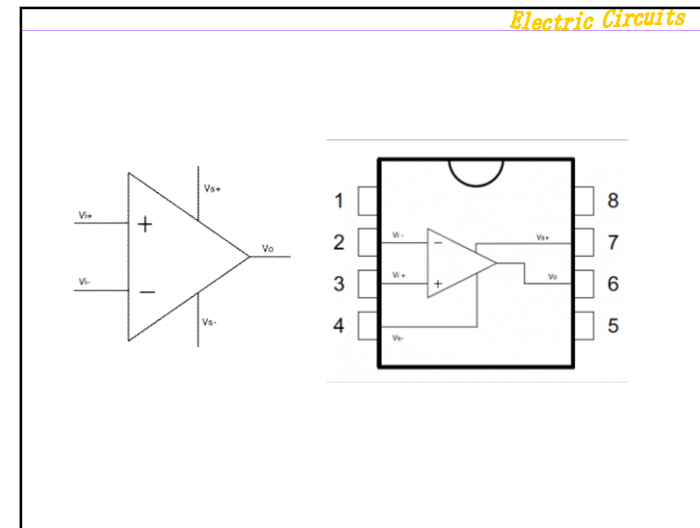 Electric Circuits
Vi+
+
Vi-
−
Vs+
Vo
Vs-
1
2
3
4
8
7
6
5
Vi -
−
Vi +
+
Vs+
Vo
Vs-